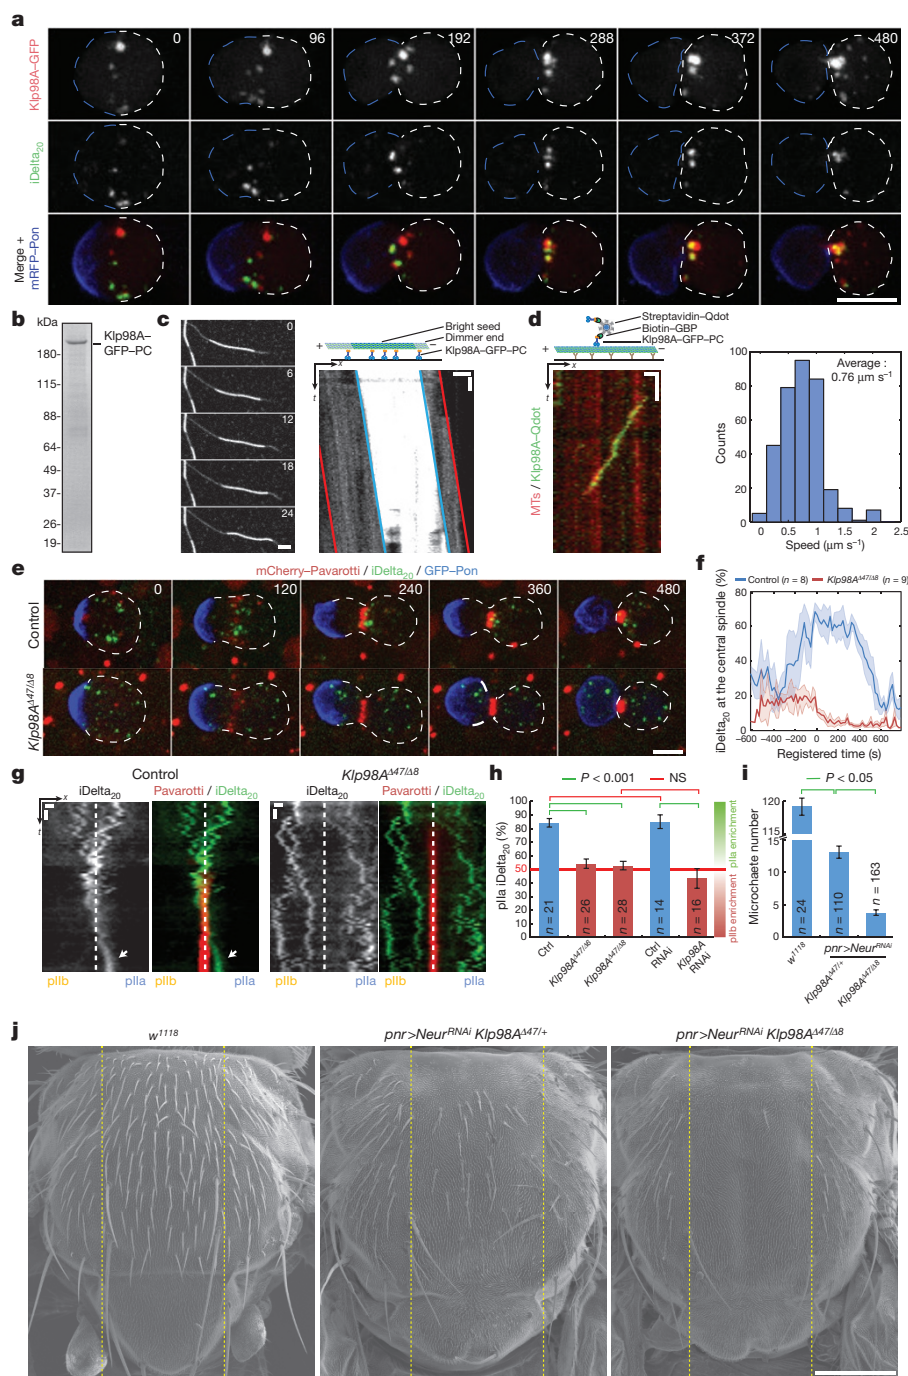 a
0
96
192
288
372
480
Klp98A–GFP
iDelta20
Merge +
mRFP–Pon
b
kDa
180-
115-
88-
64-
49-
37-
26-
19-
Klp98A–
GFP–PC
c
0
6
12
18
24
Bright seed
Dimmer end
Klp98A–GFP–PC
+
–
x
t
d
Streptavidin–Qdot
Biotin–GBP
Klp98A–GFP–PC
+
–
x
t
MTs / Klp98A–Qdot
Average :
0.76 μm s−1
Counts
100
80
60
40
20
0
0
0.5
1
1.5
2
2.5
Speed (μm s−1)
e
mCherry–Pavarotti / iDelta20 / GFP–Pon
0
120
240
360
480
Control
Klp98AΔ47/Δ8
f
Control (n = 8)
Klp98AΔ47/Δ8 (n = 9)
iDelta20 at the central spindle (%)
80
60
40
20
0
−600
−400
−200
0
200
400
600
800
Registered time (s)
g
Control
iDelta20
Pavarotti / iDelta20
Klp98AΔ47/Δ8
iDelta20
Pavarotti / iDelta20
x
t
pIIb
pIIa
pIIb
pIIa
h
P < 0.001
NS
pIIa iDelta20 (%)
100
90
80
70
60
50
40
30
20
10
0
n = 21
n = 26
n = 28
n = 14
n = 16
pIIa enrichment
pIIb enrichment
Ctrl
Klp98AΔ47/Δ6
Klp98AΔ47/Δ8
Ctrl
RNAi
Klp98A
RNAi
i
P < 0.05
Microchaete number
120
115
15
10
5
0
n = 24
n = 110
n = 163
w1118
Klp98AΔ47/+
Klp98AΔ47/Δ8
pnr>NeurRNAi
j
w1118
pnr>NeurRNAi Klp98AΔ47/+
pnr>NeurRNAi Klp98AΔ47/Δ8